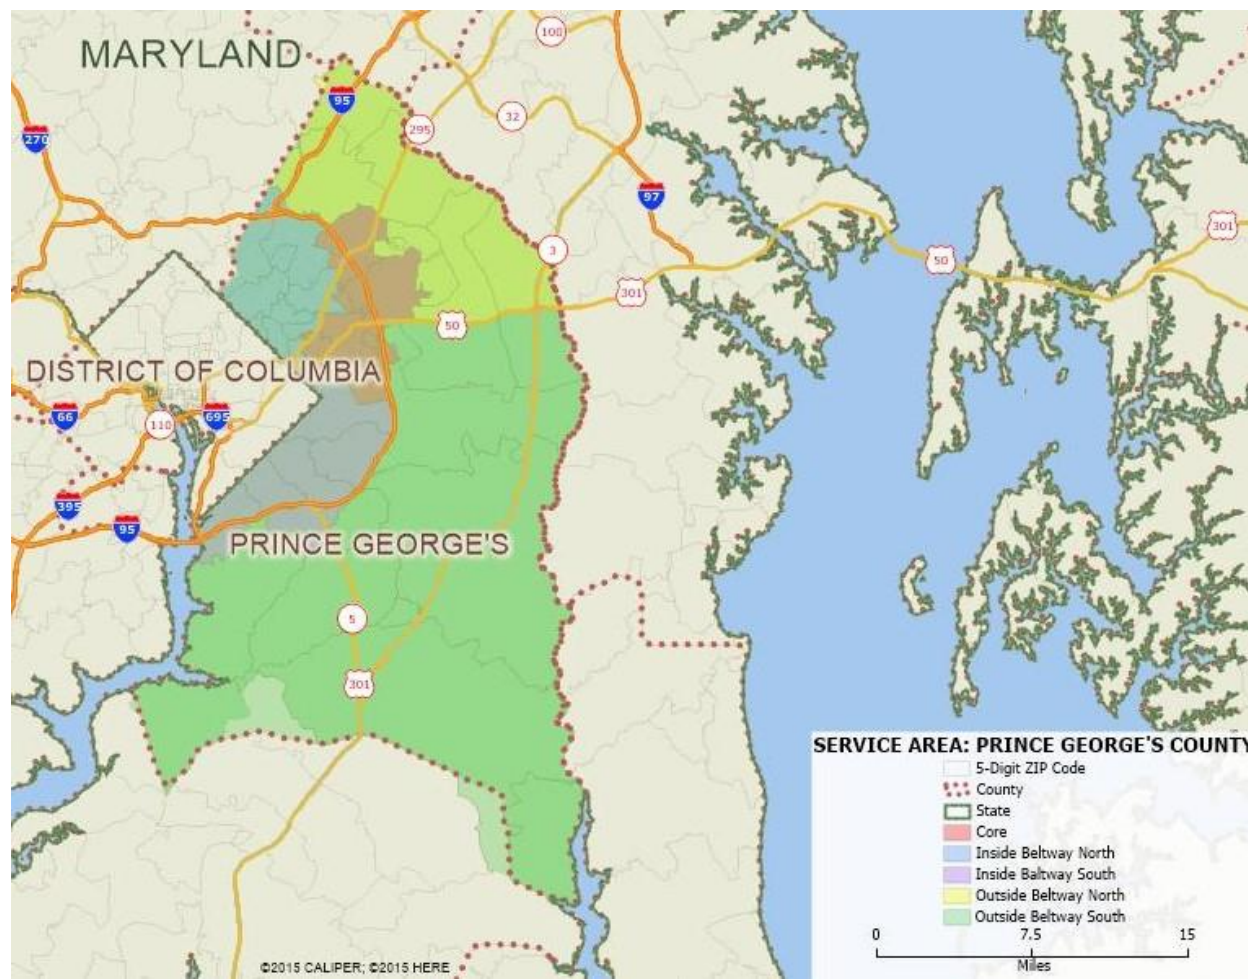 MARYLAND
100
95
295
32
270
97
3
301
50
301
50
DISTRICT OF COLUMBIA
66
110
695
395
95
PRINCE GEORGE'S
5
301
SERVICE AREA: PRINCE GEORGE'S COUNTY
5-Digit ZIP Code
County
State
Core
Inside Beltway North
Inside Baltway South
Outside Beltway North
Outside Beltway South
0 7.5 15
Miles
©2015 CALIPER; ©2015 HERE